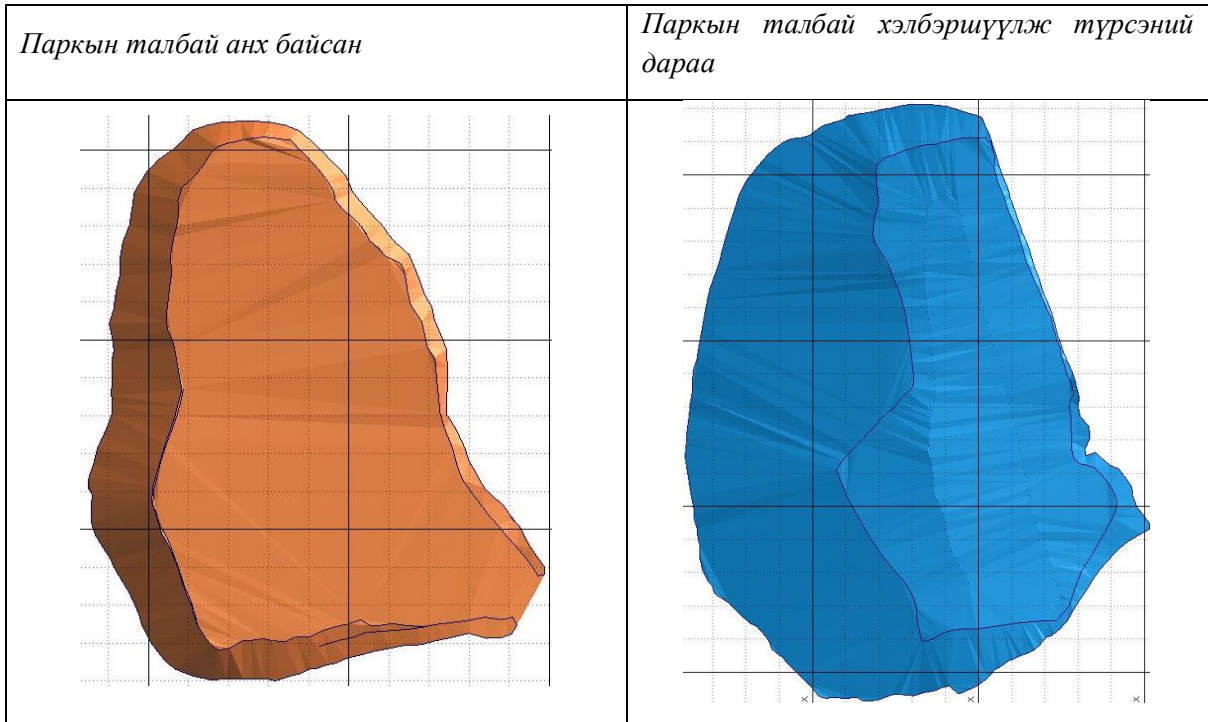 Паркын талбай анх байсан
Паркын талбай хэлбэршүүлж түрсэний
дараа
x
x
x